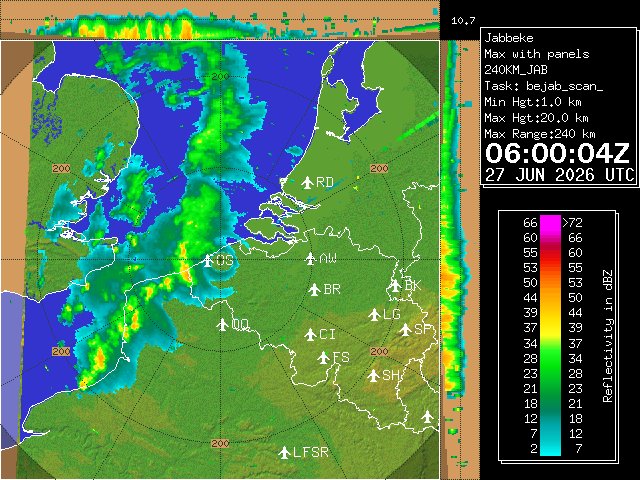 10.7
Jabbeke
Max with panels
240KM_JAB
Task: bejab_scan_
Min Hgt:1.0 km
Max Hgt:20.0 km
Max Range:240 km
06:00:04Z
27 JUN 2026 UTC
200
200
200
RD
OS
AW
BR
BK
LG
QO
CI
SP
200
200
FS
SH
200
LFSR
66 >72
60 66
55 60
53 55
50 53
44 50
39 44
37 39
34 37
28 34
23 28
21 23
18 21
12 18
7 12
2 7
Reflectivity in dBZ